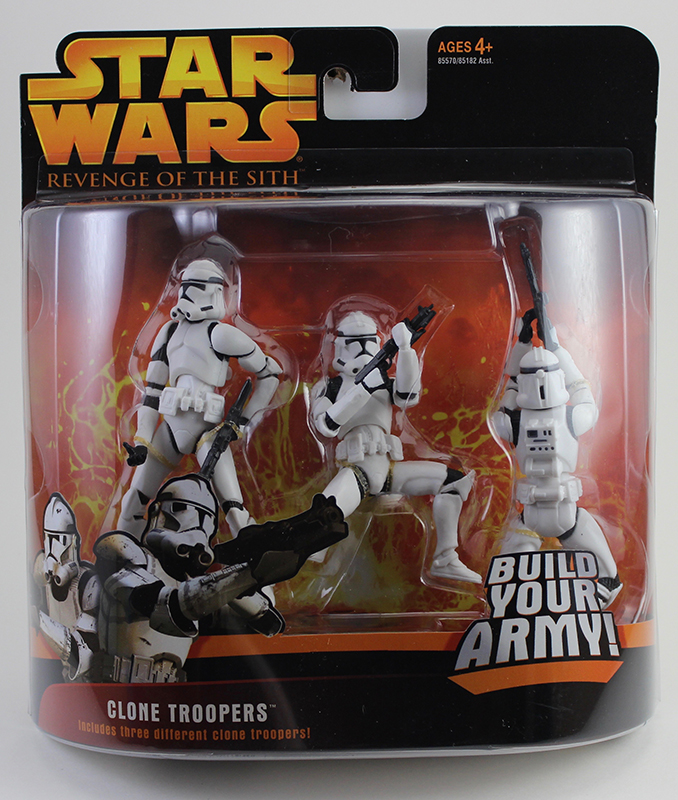 STAR
WARS
REVENGE OF THE SITH
AGES 4+
85570/85182 Asst.
BUILD
YOUR
ARMY!
CLONE TROOPERS™
Includes three different clone troopers!